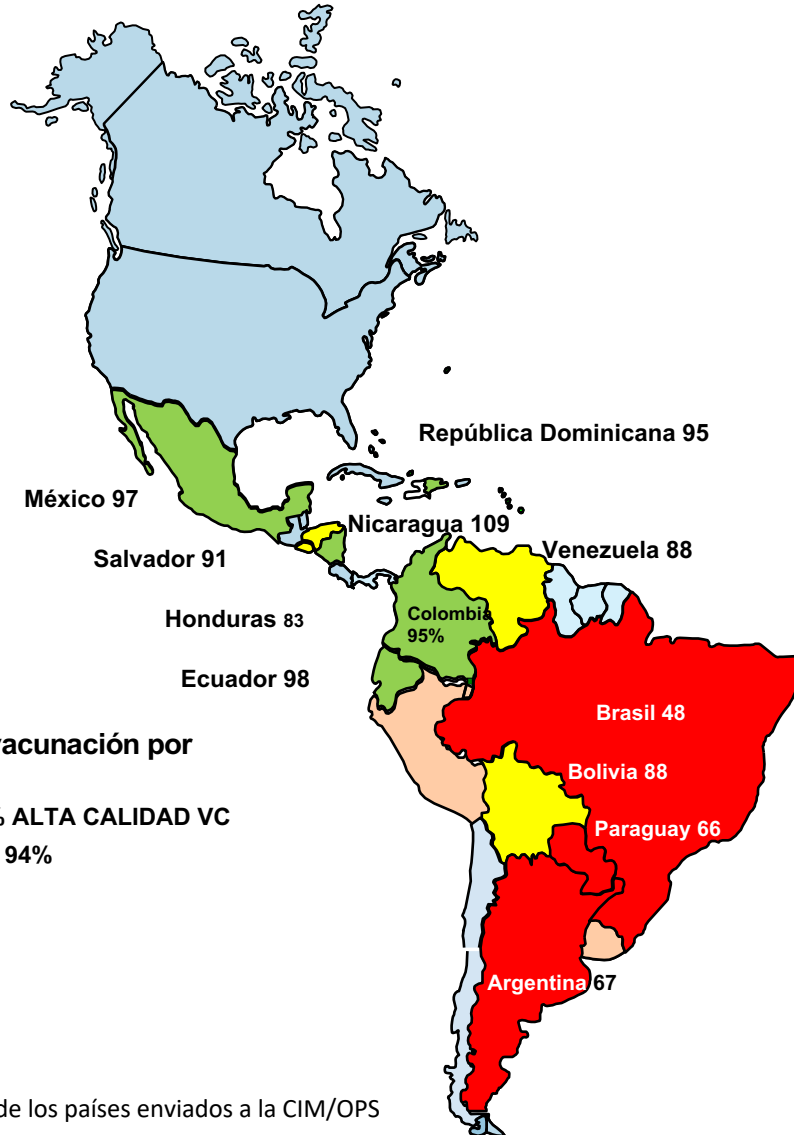 República Dominicana 95
México 97
Nicaragua 109
Salvador 91
Venezuela 88
Honduras 83
Colombia
95%
Ecuador 98
Brasil 48
vacunación por
Bolivia 88
% ALTA CALIDAD VC
Paraguay 66
94%
Argentina 67
de los países enviados a la CIM/OPS